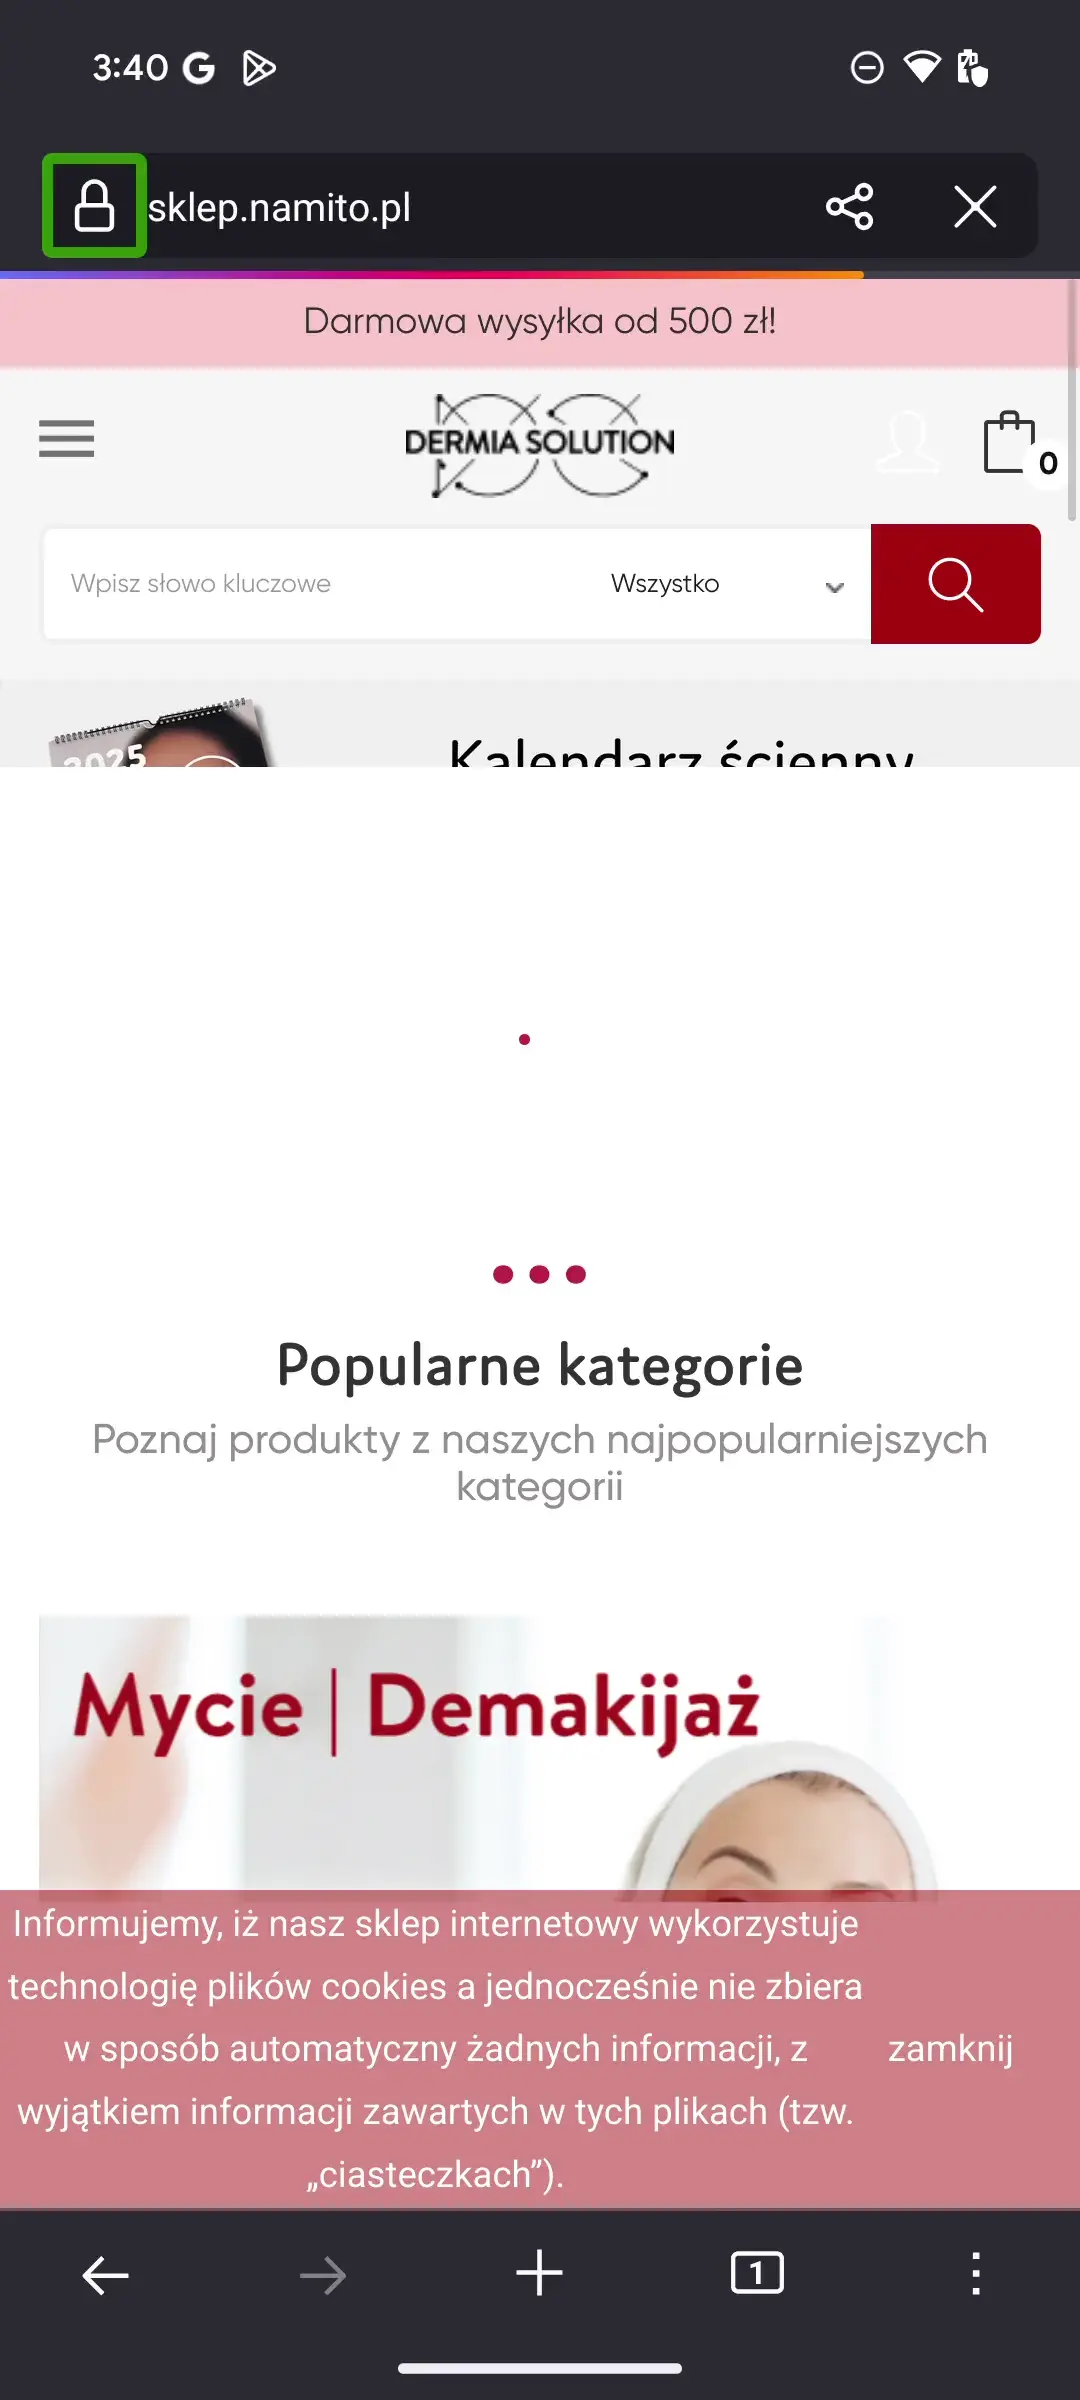 3:40
sklep.namito.pl
Darmowa wysyłka od 500 zł!
DERMIA SOLUTION
0
Wpisz słowo kluczowe
Wszystko
2025
Kalendarz ścienny
Popularne kategorie
Poznaj produkty z naszych najpopularniejszych
kategorii
Mycie | Demakijaż
Informujemy, iż nasz sklep internetowy wykorzystuje
technologię plików cookies a jednocześnie nie zbiera
w sposób automatyczny żadnych informacji, z
wyjątkiem informacji zawartych w tych plikach (tzw.
„ciasteczkach”).
zamknij
1